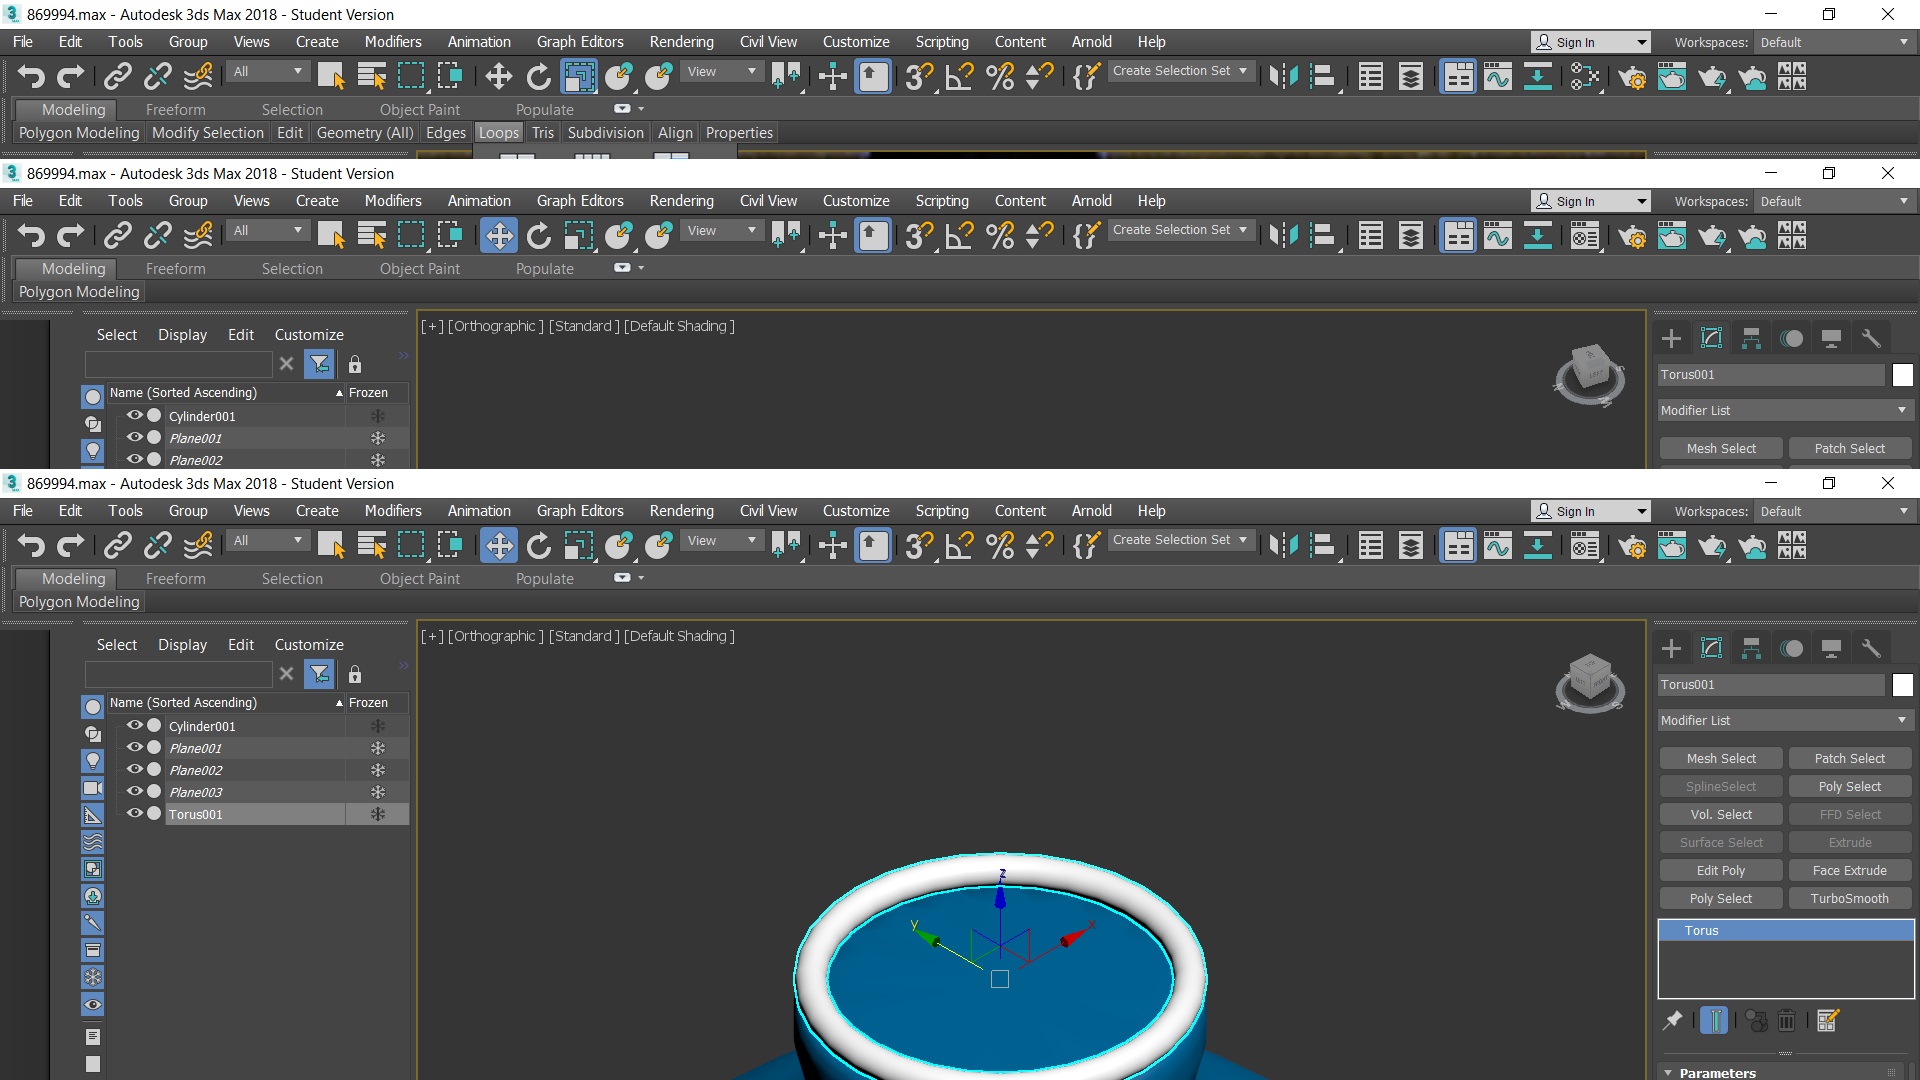 869994.max - Autodesk 3ds Max 2018 - Student Version
File Edit Tools Group Views Create Modifiers Animation Graph Editors Rendering Civil View Customize Scripting Content Arnold Help Sign In Workspaces: Default
All View Create Selection Set
Modeling Freeform Selection Object Paint Populate
Polygon Modeling Modify Selection Edit Geometry (All) Edges Loops Tris Subdivision Align Properties
869994.max - Autodesk 3ds Max 2018 - Student Version
File Edit Tools Group Views Create Modifiers Animation Graph Editors Rendering Civil View Customize Scripting Content Arnold Help Sign In Workspaces: Default
All View Create Selection Set
Modeling Freeform Selection Object Paint Populate
Polygon Modeling
Select Display Edit Customize [+] [Orthographic ] [Standard ] [Default Shading ]
Torus001
Name (Sorted Ascending) Frozen
Cylinder001 Modifier List
Plane001
Plane002 Mesh Select Patch Select
869994.max - Autodesk 3ds Max 2018 - Student Version
File Edit Tools Group Views Create Modifiers Animation Graph Editors Rendering Civil View Customize Scripting Content Arnold Help Sign In Workspaces: Default
All View Create Selection Set
Modeling Freeform Selection Object Paint Populate
Polygon Modeling
Select Display Edit Customize [+] [Orthographic ] [Standard ] [Default Shading ]
Torus001
Name (Sorted Ascending) Frozen
Cylinder001 Modifier List
Plane001
Plane002 Mesh Select Patch Select
Plane003 SplineSelect Poly Select
Torus001 Vol. Select FFD Select
Surface Select Extrude
Edit Poly Face Extrude
Poly Select TurboSmooth
z
y x
Torus
Parameters